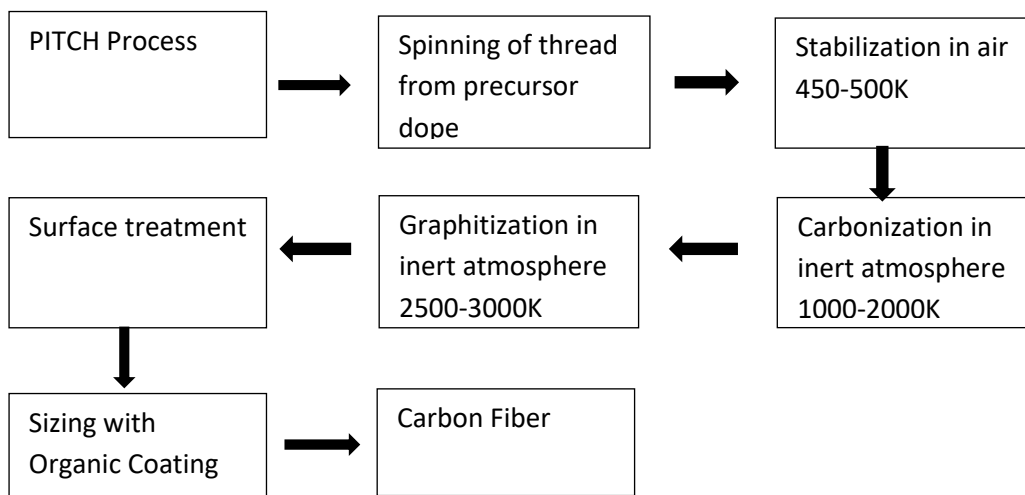 PITCH Process
Spinning of thread
from precursor
dope
Stabilization in air
450-500K
Carbonization in
inert atmosphere
1000-2000K
Graphitization in
inert atmosphere
2500-3000K
Surface treatment
Sizing with
Organic Coating
Carbon Fiber